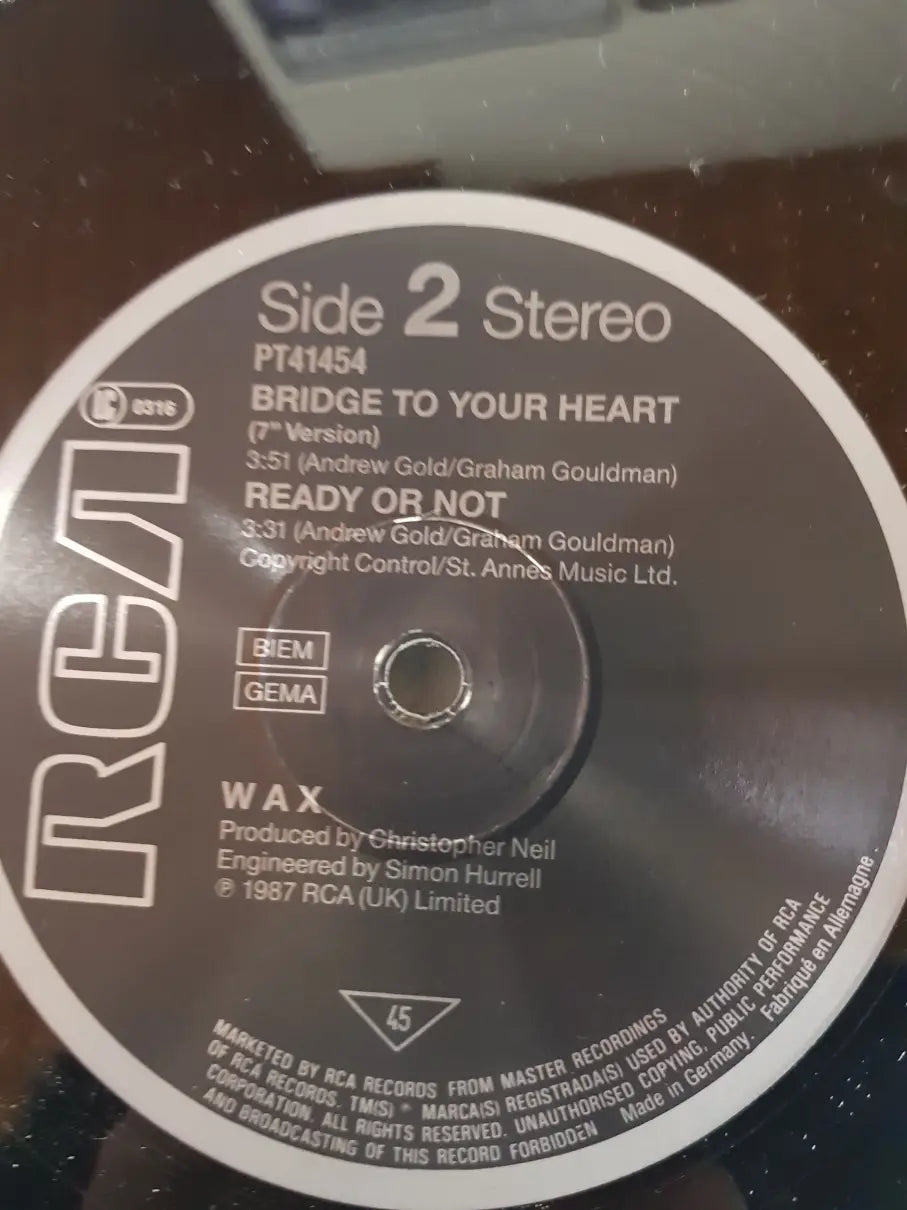 Side 2 Stereo
PT41454
BRIDGE TO YOUR HEART
(7" Version)
3:51 (Andrew Gold/Graham Gouldman)
READY OR NOT
3:31 (Andrew Gold/Graham Gouldman)
Copyright Control/St. Annes Music Ltd.
LC 0316
RCA
BIEM
GEMA
WAX
Produced by Christopher Neil
Engineered by Simon Hurrell
℗ 1987 RCA (UK) Limited
45
MARKETED BY RCA RECORDS FROM MASTER RECORDINGS
OF RCA RECORDS. TM(S) ® MARCA(S) REGISTRADA(S) USED BY AUTHORITY OF RCA
CORPORATION. ALL RIGHTS RESERVED. UNAUTHORISED COPYING, PUBLIC PERFORMANCE
AND BROADCASTING OF THIS RECORD FORBIDDEN Made in Germany. Fabriqué en Allemagne.